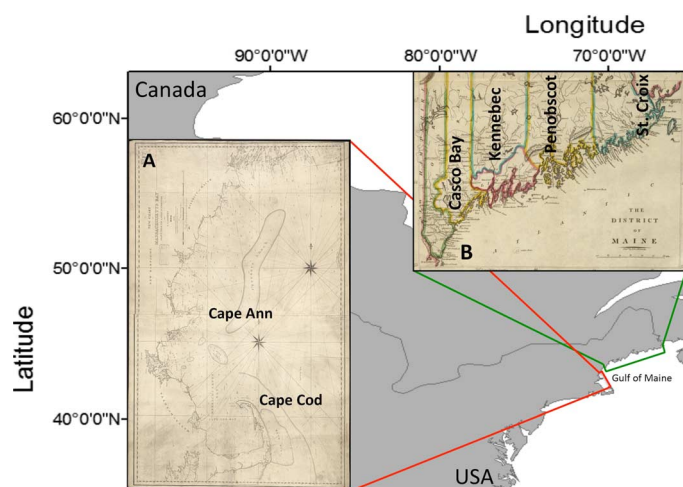 Longitude
90°0'0"W
80°0'0"W
70°0'0"W
60°0'0"N
50°0'0"N
40°0'0"N
Latitude
Canada
A
Cape Ann
Cape Cod
Casco Bay
Kennebec
Penobscot
St. Croix
B
THE
DISTRICT
OF
MAINE
Gulf of Maine
USA